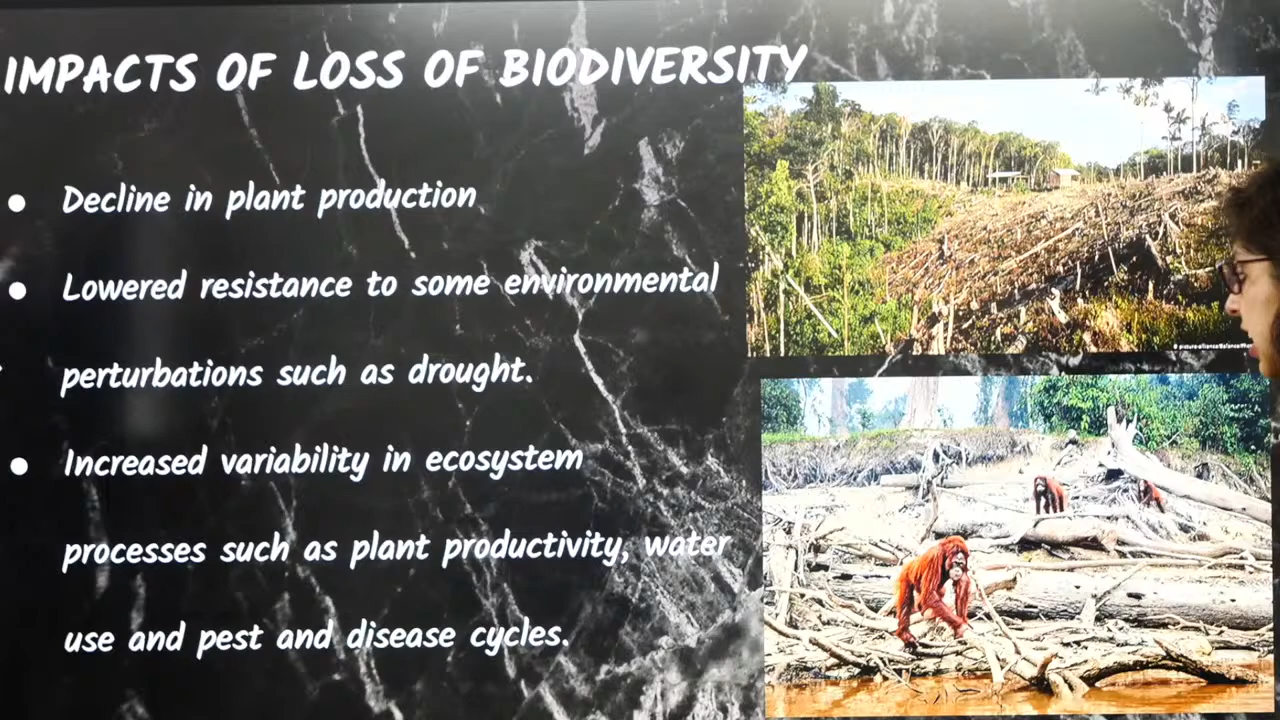 IMPACTS OF LOSS OF BIODIVERSITY
● Decline in plant production
● Lowered resistance to some environmental
perturbations such as drought.
● Increased variability in ecosystem
processes such as plant productivity, water
use and pest and disease cycles.